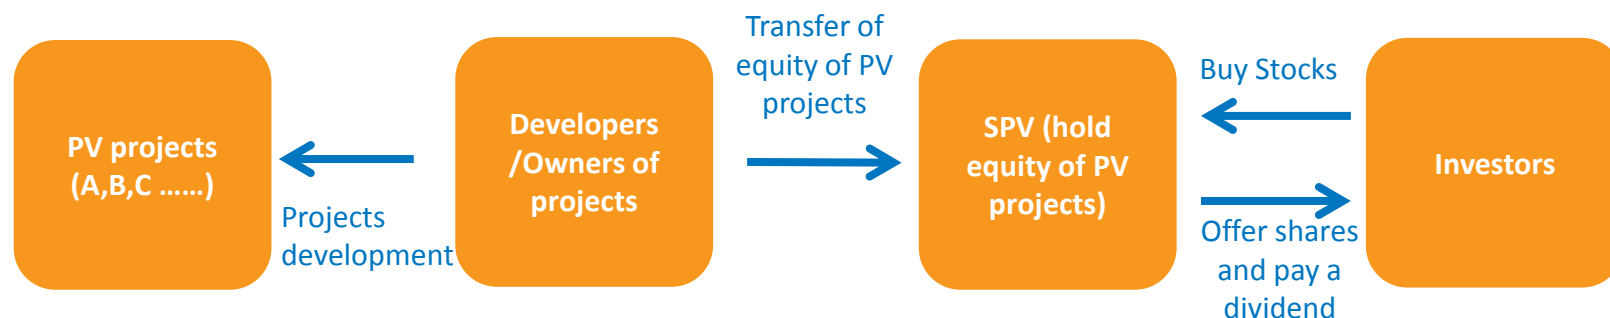 PV projects
(A,B,C ......)
Projects
development
Developers
/Owners of
projects
Transfer of
equity of PV
projects
SPV (hold
equity of PV
projects)
Buy Stocks
Offer shares
and pay a
dividend
Investors